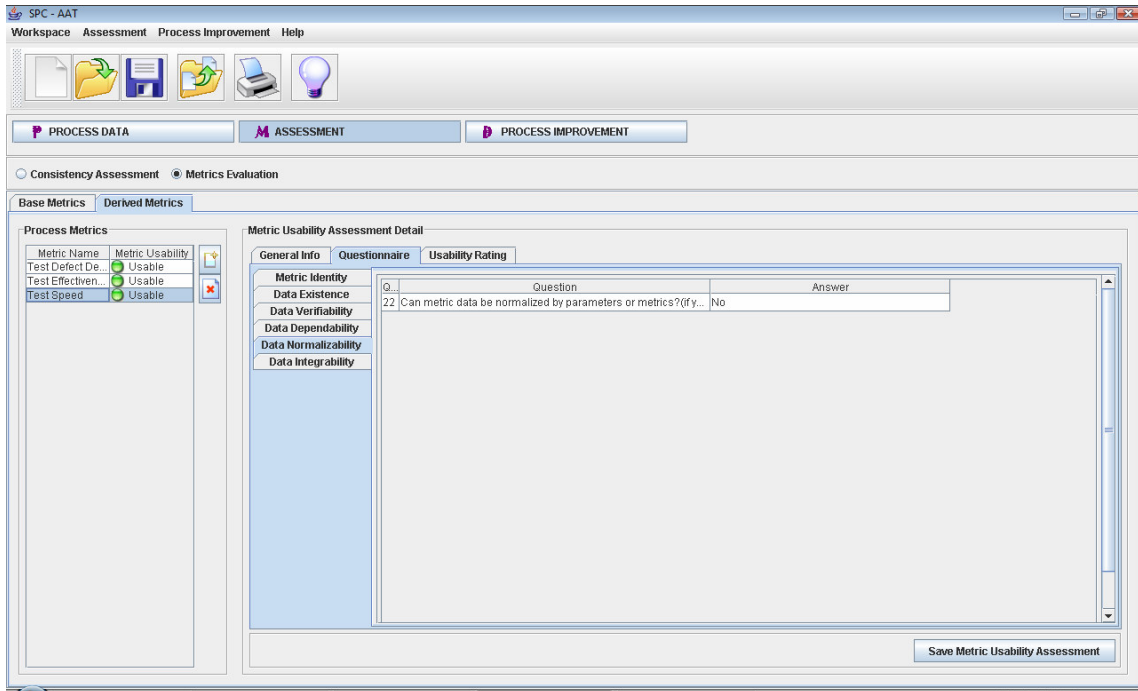 SPC - AAT
Workspace Assessment Process Improvement Help
P PROCESS DATA M ASSESSMENT PROCESS IMPROVEMENT
Consistency Assessment Metrics Evaluation
Base Metrics Derived Metrics
Process Metrics
Metric Name Metric Usability
Test Defect De... Usable
Test Effectiven... Usable
Test Speed Usable
Metric Usability Assessment Detail
General Info Questionnaire Usability Rating
Metric Identity
Data Existence
Data Verifiability
Data Dependability
Data Normalizability
Data Integrability
Q... Question Answer
22 Can metric data be normalized by parameters or metrics?(if y... No
Save Metric Usability Assessment